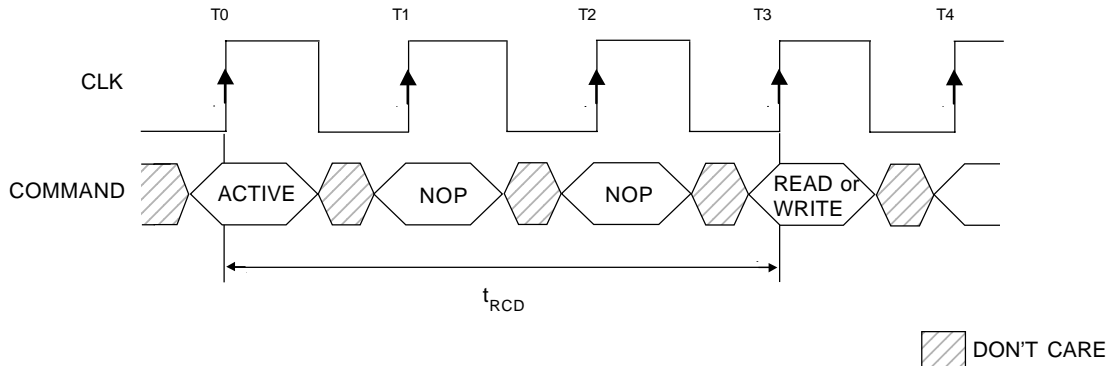 T0 T1 T2 T3 T4
CLK
COMMAND ACTIVE NOP NOP READ or
WRITE
tRCD
DON'T CARE